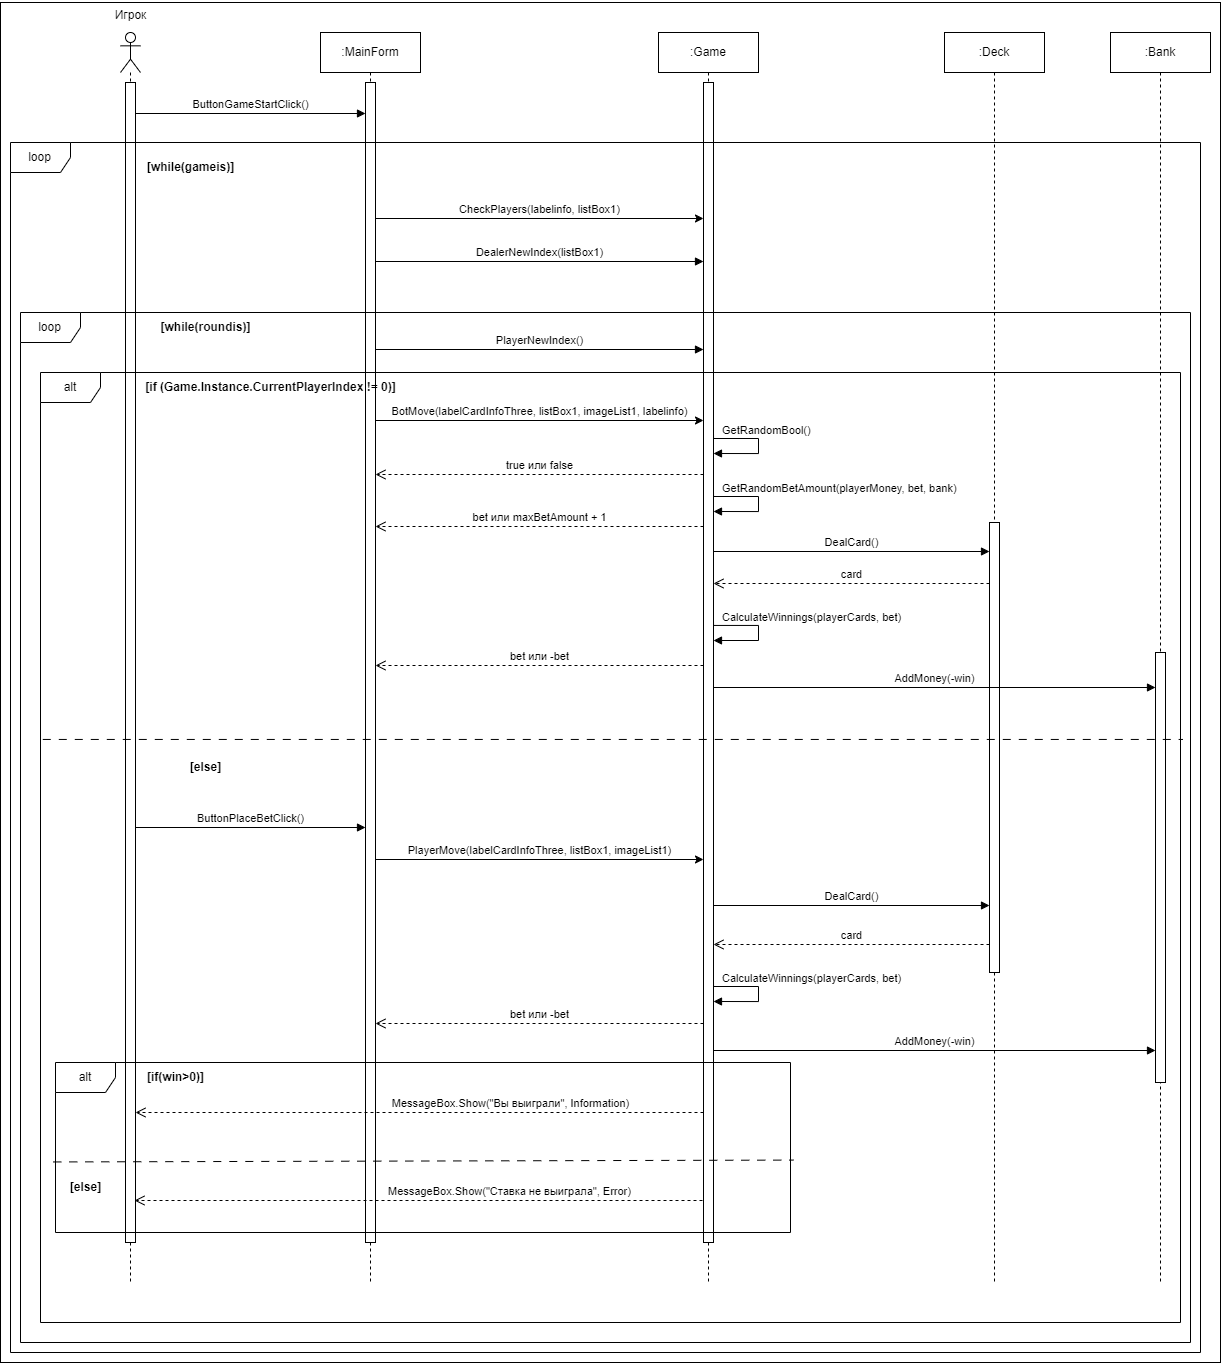 Игрок
:MainForm
:Game
:Deck
:Bank
ButtonGameStartClick()
loop
[while(gameis)]
CheckPlayers(labelinfo, listBox1)
DealerNewIndex(listBox1)
loop
[while(roundis)]
PlayerNewIndex()
alt
[if (Game.Instance.CurrentPlayerIndex != 0)]
BotMove(labelCardInfoThree, listBox1, imageList1, labelinfo)
GetRandomBool()
true или false
GetRandomBetAmount(playerMoney, bet, bank)
bet или maxBetAmount + 1
DealCard()
card
CalculateWinnings(playerCards, bet)
bet или -bet
AddMoney(-win)
[else]
ButtonPlaceBetClick()
PlayerMove(labelCardInfoThree, listBox1, imageList1)
DealCard()
card
CalculateWinnings(playerCards, bet)
bet или -bet
AddMoney(-win)
alt
[if(win>0)]
MessageBox.Show("Вы выиграли", Information)
[else]
MessageBox.Show("Ставка не выиграла", Error)